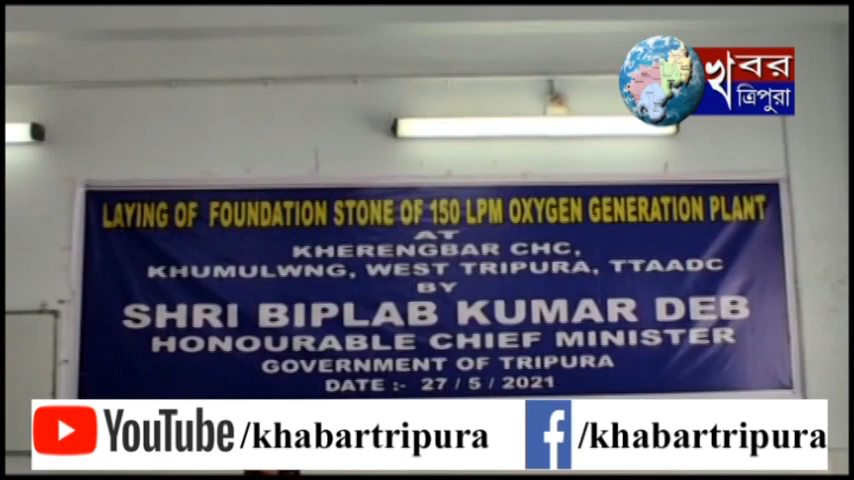 খবর
ত্রিপুরা
LAYING OF FOUNDATION STONE OF 150 LPM OXYGEN GENERATION PLANT
AT
KHERENGBAR CHC,
KHUMULWNG, WEST TRIPURA, TTAADC
BY
SHRI BIPLAB KUMAR DEB
HONOURABLE CHIEF MINISTER
GOVERNMENT OF TRIPURA
DATE :- 27 / 5 / 2021
YouTube /khabartripura f /khabartripura